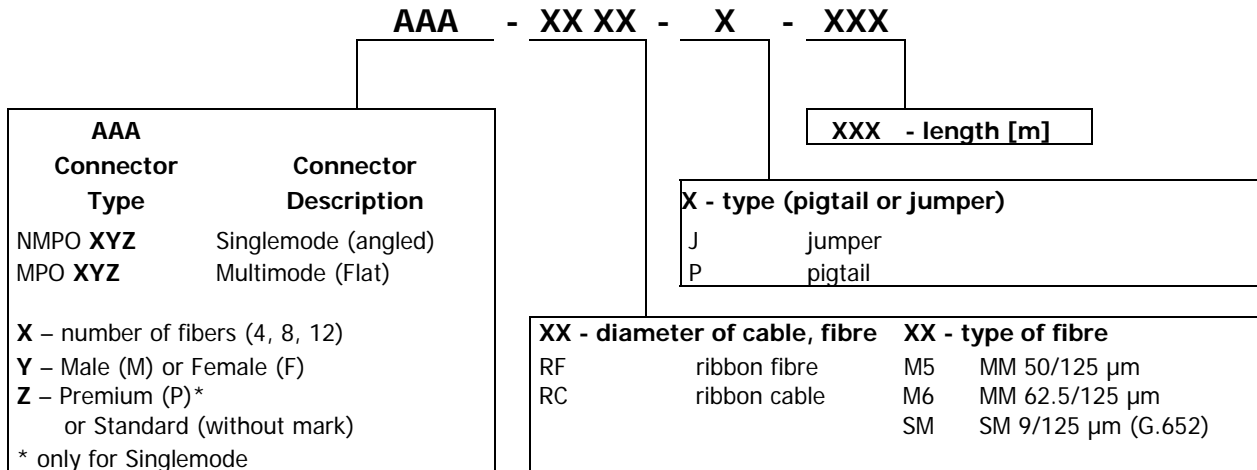 AAA - XX XX - X - XXX
AAA
Connector Connector
Type Description
NMPO XYZ Singlemode (angled)
MPO XYZ Multimode (Flat)
X – number of fibers (4, 8, 12)
Y – Male (M) or Female (F)
Z – Premium (P)*
or Standard (without mark)
* only for Singlemode
XXX - length [m]
X - type (pigtail or jumper)
J jumper
P pigtail
XX - diameter of cable, fibre XX - type of fibre
RF ribbon fibre M5 MM 50/125 µm
RC ribbon cable M6 MM 62.5/125 µm
SM SM 9/125 µm (G.652)